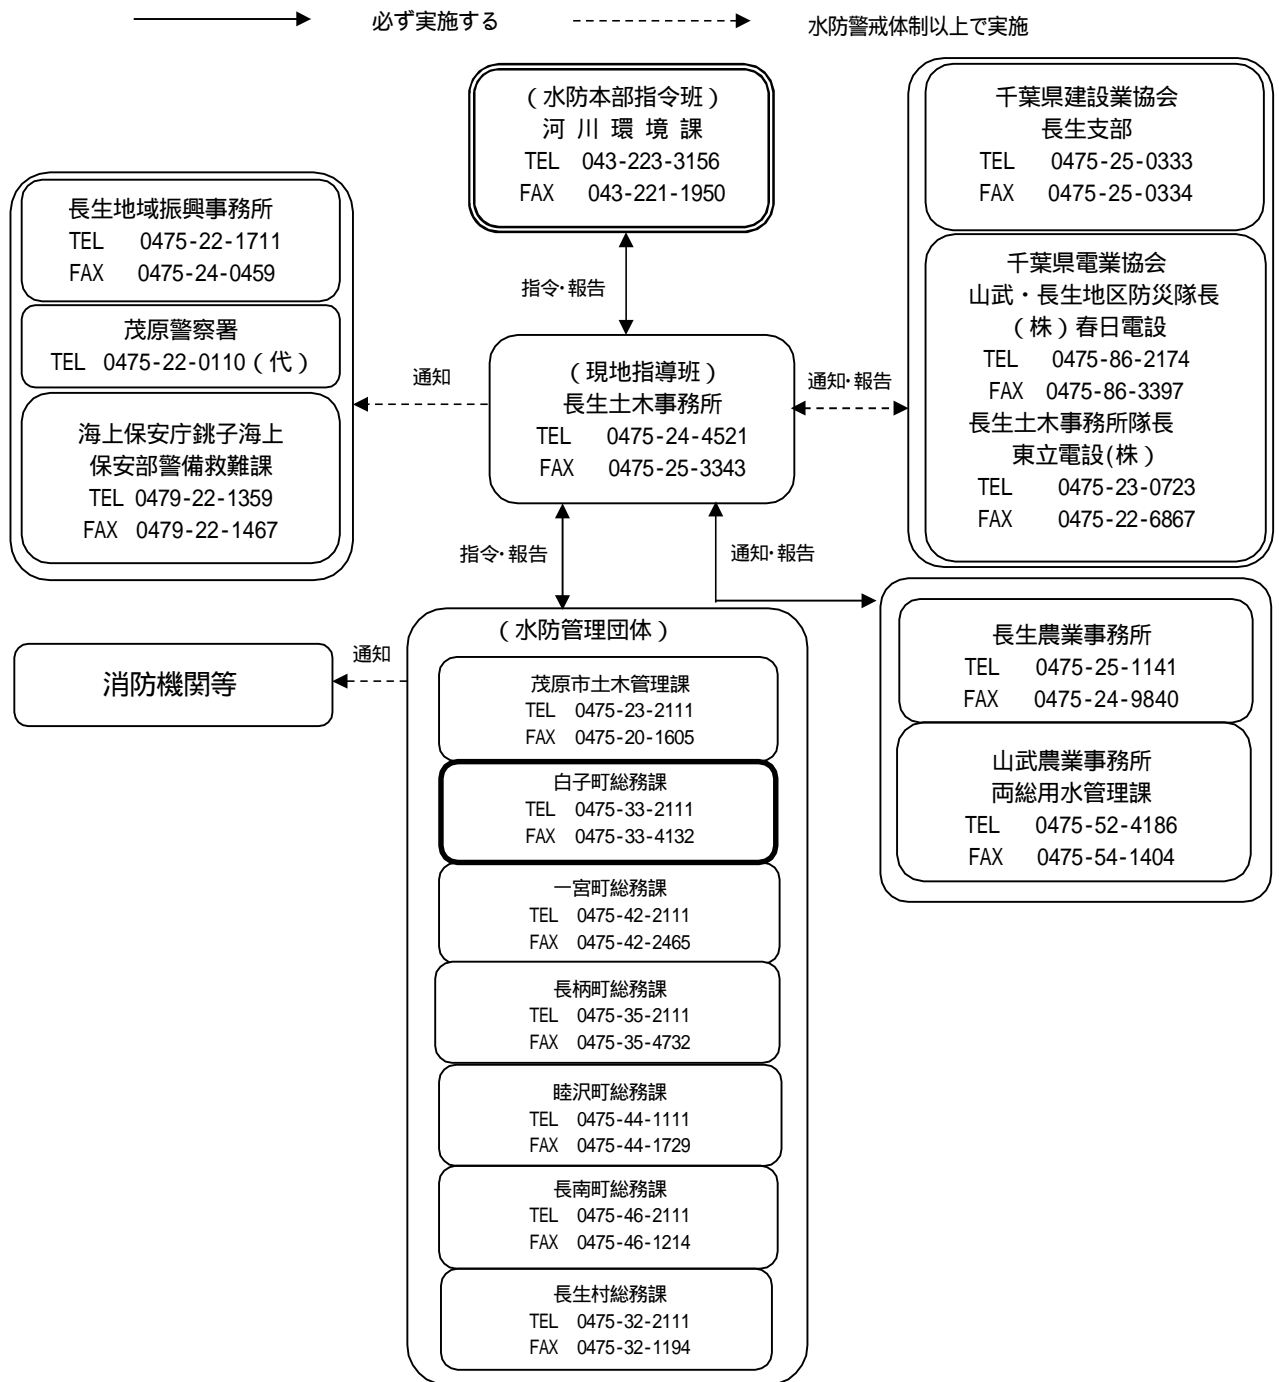 必ず実施する
水防警戒体制以上で実施
(水防本部指令班)
河川環境課
TEL 043-223-3156
FAX 043-221-1950
千葉県建設業協会
長生支部
TEL 0475-25-0333
FAX 0475-25-0334
長生地域振興事務所
TEL 0475-22-1711
FAX 0475-24-0459
茂原警察署
TEL 0475-22-0110(代)
海上保安庁銚子海上
保安部警備救難課
TEL 0479-22-1359
FAX 0479-22-1467
指令・報告
通知
(現地指導班)
長生土木事務所
TEL 0475-24-4521
FAX 0475-25-3343
通知・報告
千葉県電業協会
山武・長生地区防災隊長
(株)春日電設
TEL 0475-86-2174
FAX 0475-86-3397
長生土木事務所隊長
東立電設(株)
TEL 0475-23-0723
FAX 0475-22-6867
指令・報告
通知・報告
長生農業事務所
TEL 0475-25-1141
FAX 0475-24-9840
山武農業事務所
両総用水管理課
TEL 0475-52-4186
FAX 0475-54-1404
消防機関等
通知
(水防管理団体)
茂原市土木管理課
TEL 0475-23-2111
FAX 0475-20-1605
白子町総務課
TEL 0475-33-2111
FAX 0475-33-4132
一宮町総務課
TEL 0475-42-2111
FAX 0475-42-2465
長柄町総務課
TEL 0475-35-2111
FAX 0475-35-4732
睦沢町総務課
TEL 0475-44-1111
FAX 0475-44-1729
長南町総務課
TEL 0475-46-2111
FAX 0475-46-1214
長生村総務課
TEL 0475-32-2111
FAX 0475-32-1194